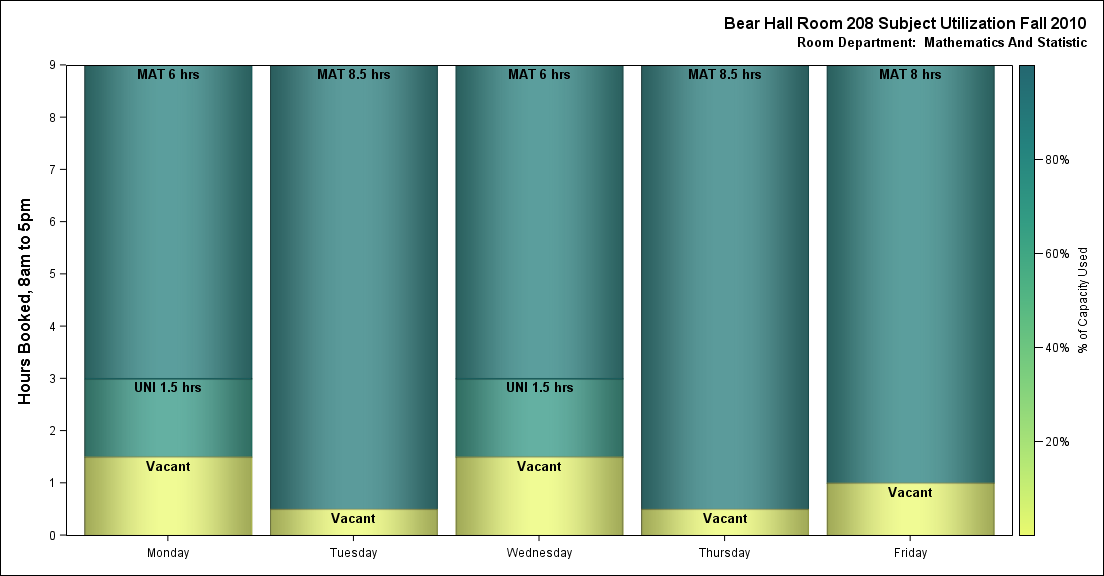 Bear Hall Room 208 Subject Utilization Fall 2010
Room Department: Mathematics And Statistic
Hours Booked, 8am to 5pm
9
8
7
6
5
4
3
2
1
0
MAT 6 hrs
UNI 1.5 hrs
Vacant
MAT 8.5 hrs
Vacant
MAT 6 hrs
UNI 1.5 hrs
Vacant
MAT 8.5 hrs
Vacant
MAT 8 hrs
Vacant
Monday
Tuesday
Wednesday
Thursday
Friday
80%
60%
40%
20%
% of Capacity Used